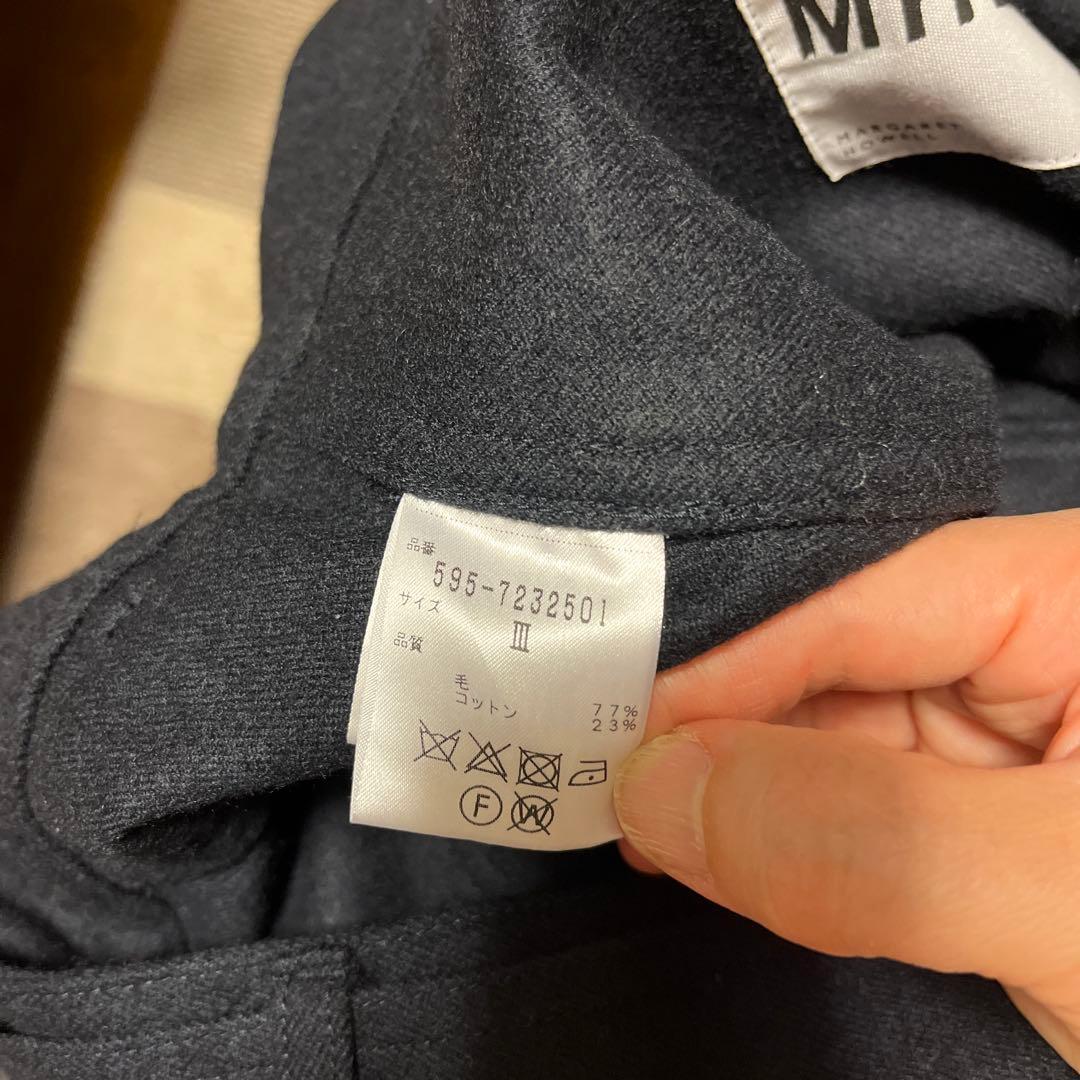 MARGARET
HOWELL
品番
595-7232501
サイズ
III
品質
毛 77%
コットン 23%
F
W